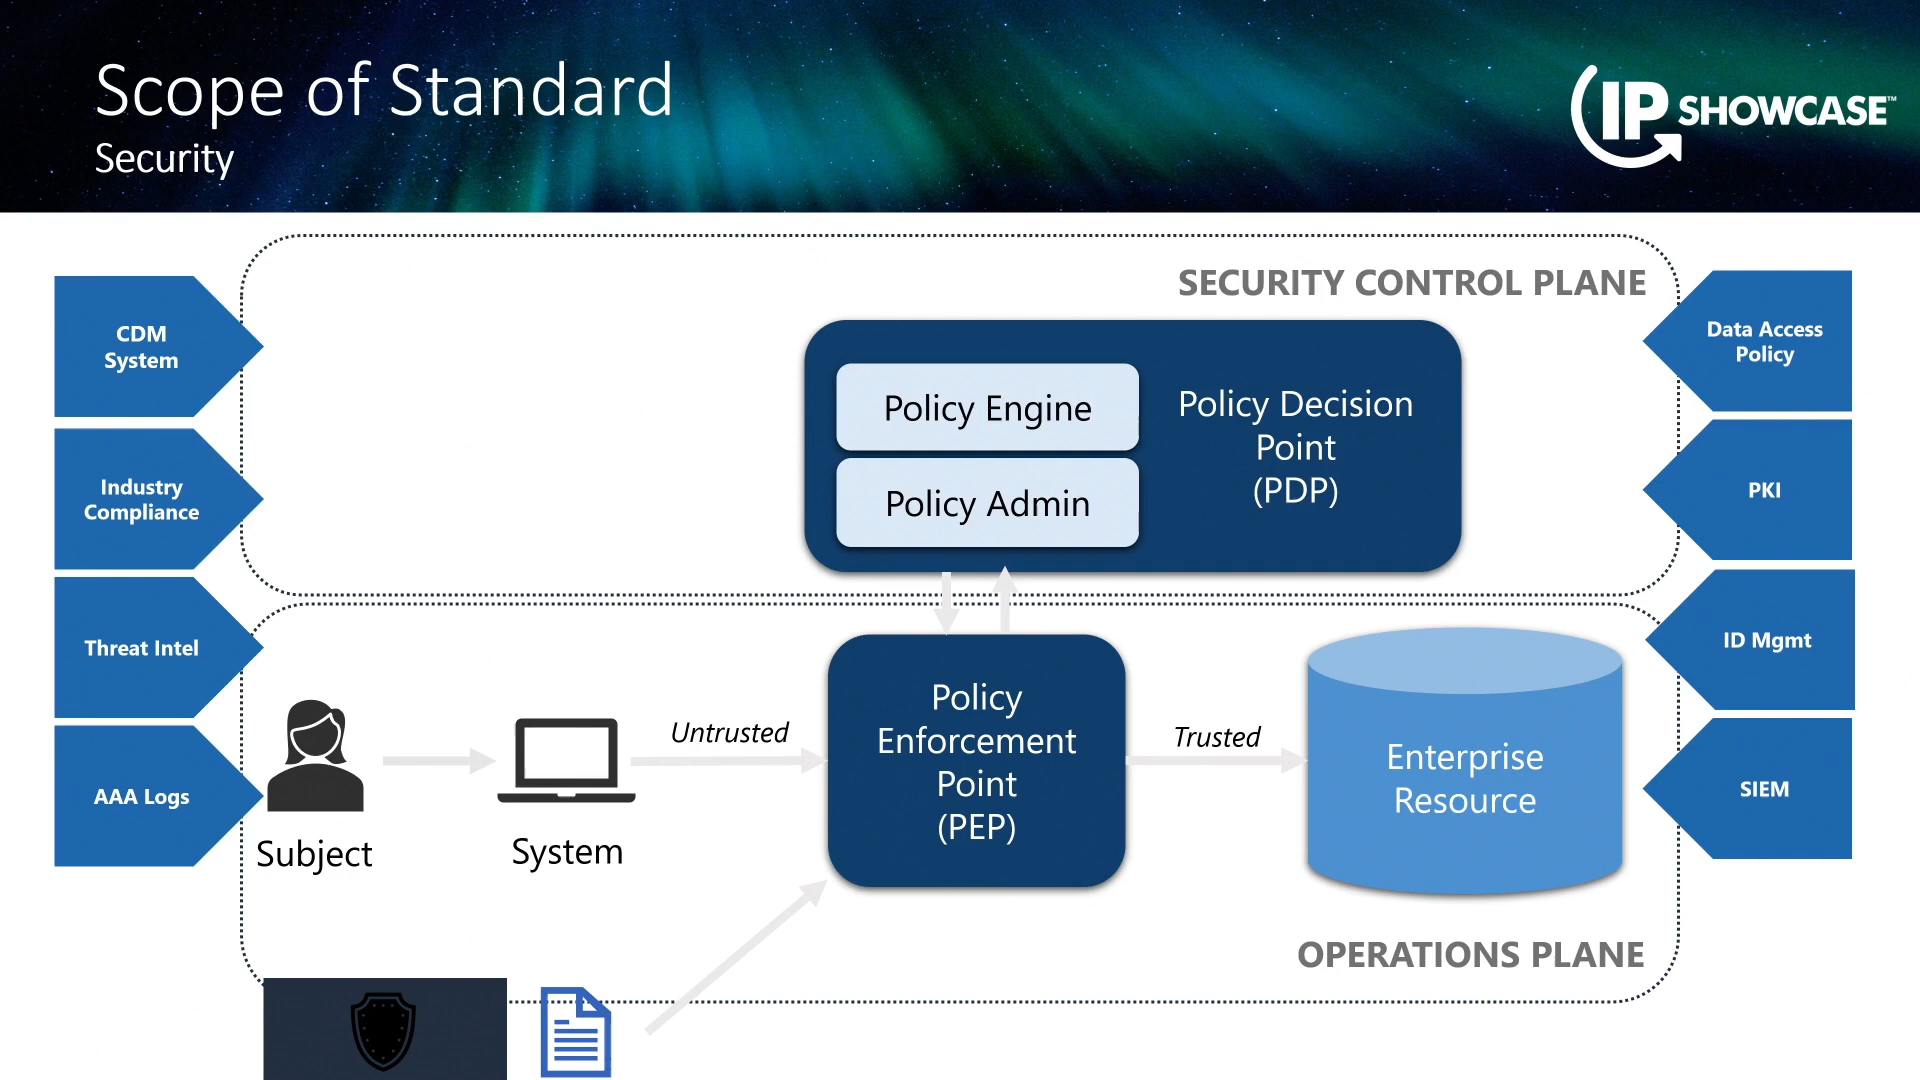 Scope of Standard
Security
IP SHOWCASE™
SECURITY CONTROL PLANE
CDM
System
Industry
Compliance
Threat Intel
AAA Logs
Policy Engine
Policy Admin
Policy Decision
Point
(PDP)
Data Access
Policy
PKI
ID Mgmt
SIEM
Subject
System
Untrusted
Policy
Enforcement
Point
(PEP)
Trusted
Enterprise
Resource
OPERATIONS PLANE